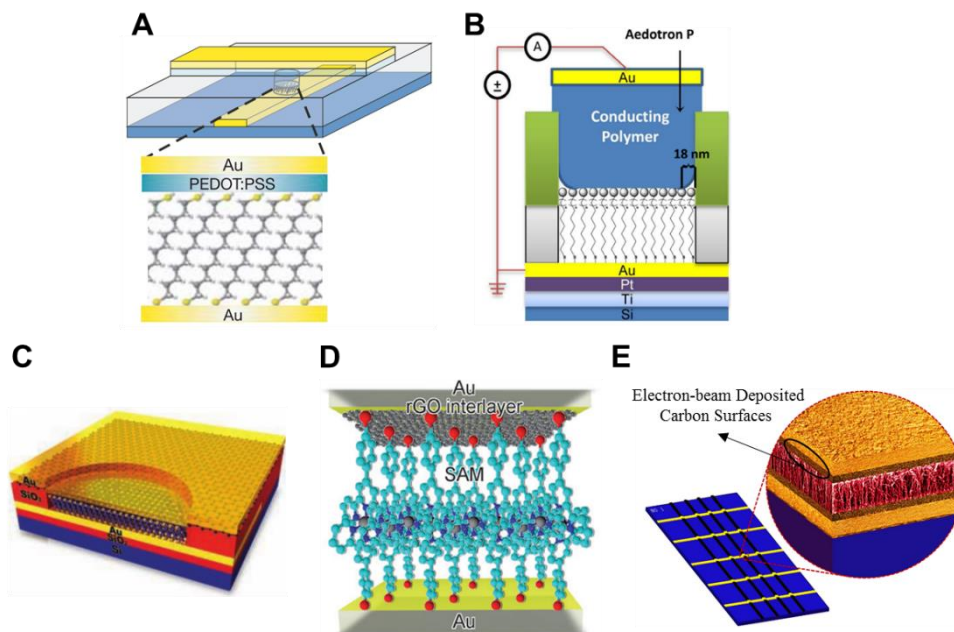 A
Au
PEDOT:PSS
Au
B
Aedotron P
A
±
Au
Conducting
Polymer
18 nm
Au
Pt
Ti
Si
C
Au
SiO₂
Au
Si
D
Au
rGO interlayer
SAM
Au
E
Electron-beam Deposited
Carbon Surfaces